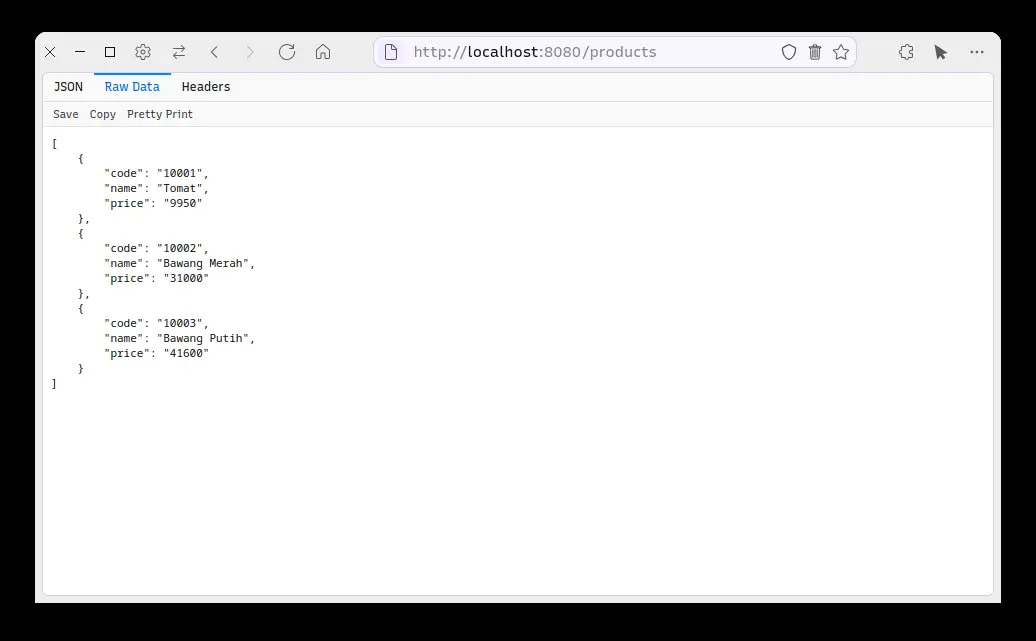 http://localhost:8080/products
JSON Raw Data Headers
Save Copy Pretty Print
[
    {
        "code": "10001",
        "name": "Tomat",
        "price": "9950"
    },
    {
        "code": "10002",
        "name": "Bawang Merah",
        "price": "31000"
    },
    {
        "code": "10003",
        "name": "Bawang Putih",
        "price": "41600"
    }
]